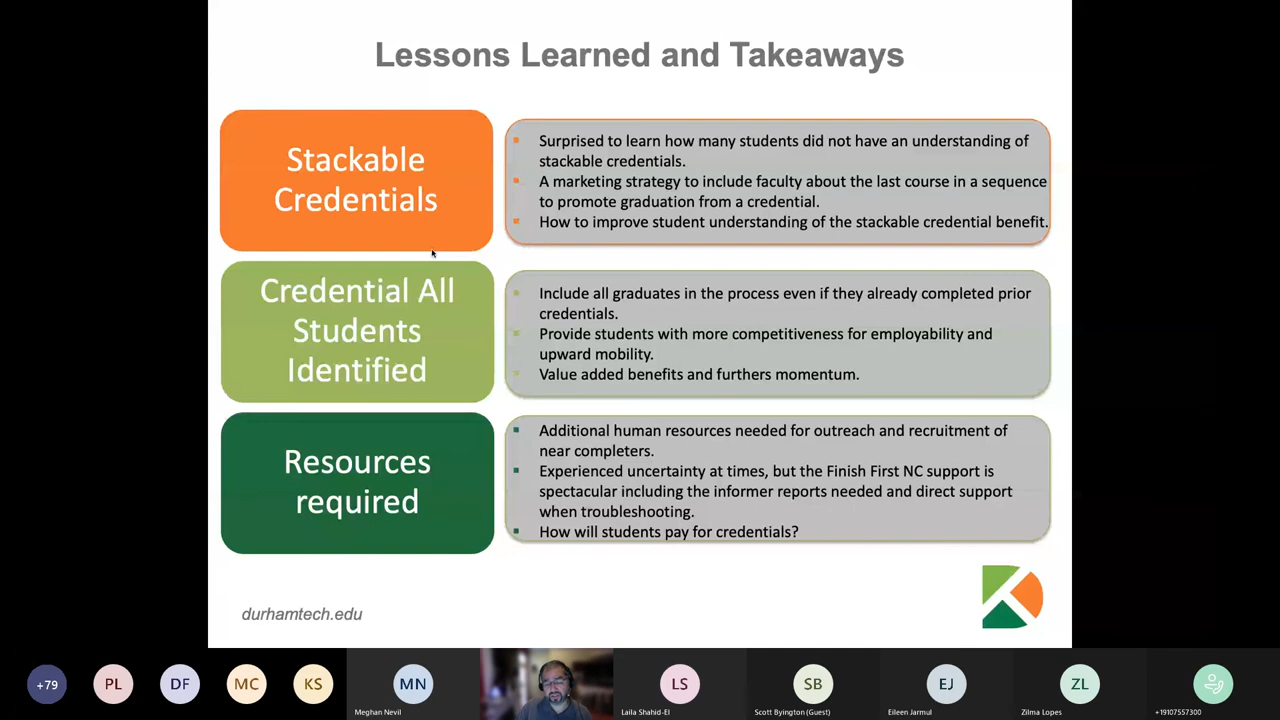 Lessons Learned and Takeaways
Stackable
Credentials
Surprised to learn how many students did not have an understanding of
stackable credentials.
A marketing strategy to include faculty about the last course in a sequence
to promote graduation from a credential.
How to improve student understanding of the stackable credential benefit.
Credential All
Students
Identified
Include all graduates in the process even if they already completed prior
credentials.
Provide students with more competitiveness for employability and
upward mobility.
Value added benefits and furthers momentum.
Resources
required
Additional human resources needed for outreach and recruitment of
near completers.
Experienced uncertainty at times, but the Finish First NC support is
spectacular including the informer reports needed and direct support
when troubleshooting.
How will students pay for credentials?
durhamtech.edu
+79
PL
DF
MC
KS
MN
Meghan Nevil
LS
Laila Shahid-El
SB
Scott Byington (Guest)
EJ
Eileen Jarmul
ZL
Zilma Lopes
+19107557300